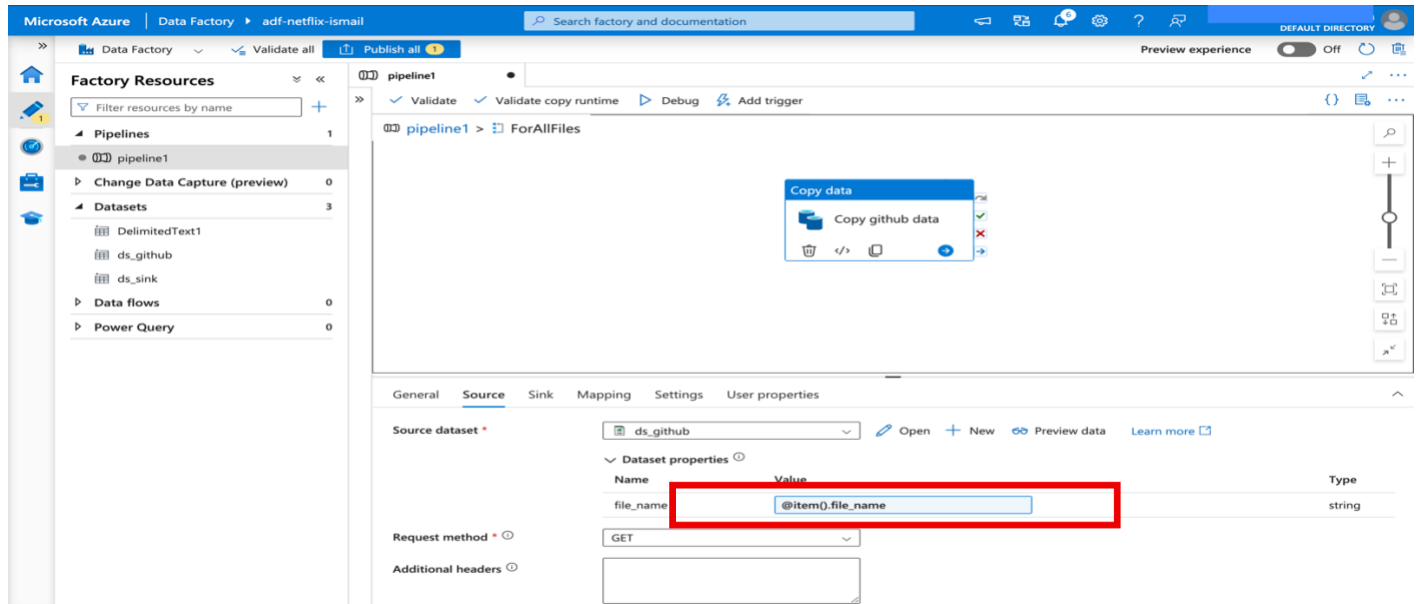 Microsoft Azure | Data Factory ▸ adf-netflix-ismail
Search factory and documentation
6
?
DEFAULT DIRECTORY
»
Data Factory
Validate all
Publish all 1
Preview experience
Off
1
Factory Resources
«
Filter resources by name
+
Pipelines 1
pipeline1
Change Data Capture (preview) 0
Datasets 3
DelimitedText1
ds_github
ds_sink
Data flows 0
Power Query 0
pipeline1
»
Validate
Validate copy runtime
Debug
Add trigger
{}
pipeline1 > ForAllFiles
Copy data
Copy github data
General
Source
Sink
Mapping
Settings
User properties
Source dataset *
ds_github
Open
New
Preview data
Learn more
Dataset properties
Name Value Type
file_name @item().file_name string
Request method *
GET
Additional headers